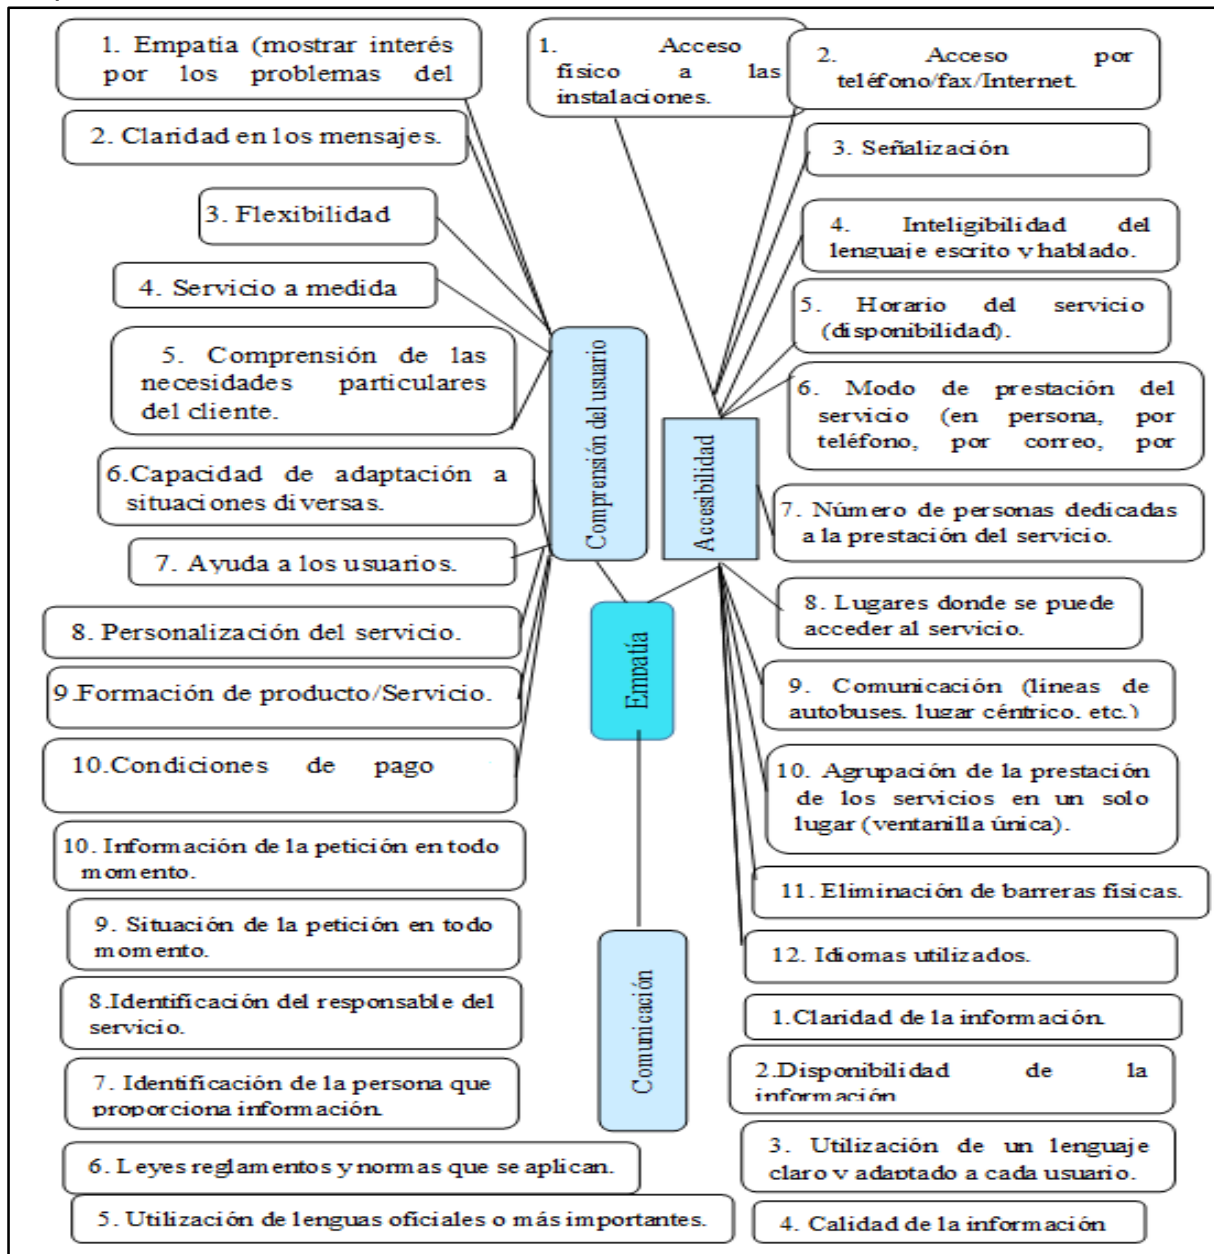 1. Empatía (mostrar interés
por los problemas del
2. Claridad en los mensajes.
3. Flexibilidad
4. Servicio a medida
5. Comprensión de las
necesidades particulares
del cliente.
6.Capacidad de adaptación a
situaciones diversas.
7. Ayuda a los usuarios.
8. Personalización del servicio.
9.Formación de producto/Servicio.
10.Condiciones de pago
Comprensión del usuario
1. Acceso
físico a las
instalaciones.
2. Acceso por
teléfono/fax/Internet.
3. Señalización
4. Inteligibilidad del
lenguaje escrito y hablado.
5. Horario del servicio
(disponibilidad).
6. Modo de prestación del
servicio (en persona, por
teléfono, por correo, por
7. Número de personas dedicadas
a la prestación del servicio.
8. Lugares donde se puede
acceder al servicio.
9. Comunicación (líneas de
autobuses, lugar céntrico, etc.)
10. Agrupación de la prestación
de los servicios en un solo
lugar (ventanilla única).
11. Eliminación de barreras físicas.
12. Idiomas utilizados.
Accesibilidad
Empatía
Comunicación
1.Claridad de la información.
2.Disponibilidad de la
información
3. Utilización de un lenguaje
claro y adaptado a cada usuario.
4. Calidad de la información
5. Utilización de lenguas oficiales o más importantes.
6. Leyes reglamentos y normas que se aplican.
7. Identificación de la persona que
proporciona información.
8.Identificación del responsable del
servicio.
9. Situación de la petición en todo
momento.
10. Información de la petición en todo
momento.